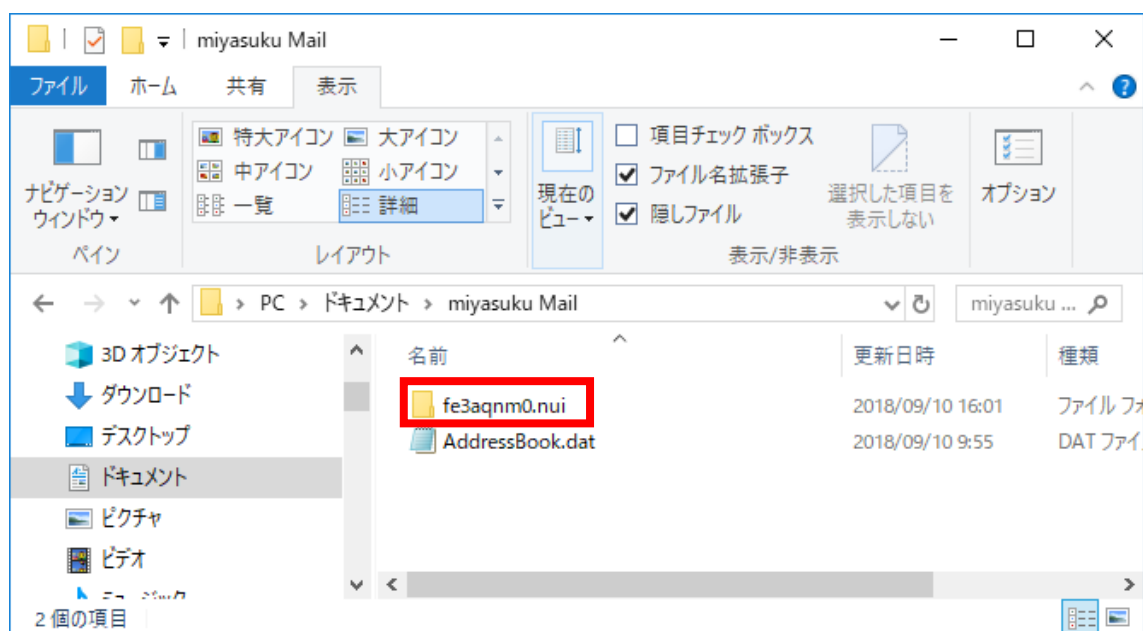 miyasuku Mail
ファイル ホーム 共有 表示
特大アイコン 大アイコン
中アイコン 小アイコン
一覧 詳細
ナビゲーション
ウィンドウ
ペイン
レイアウト
現在の
ビュー
項目チェック ボックス
ファイル名拡張子
隠しファイル
選択した項目を
表示しない
表示/非表示
オプション
PC › ドキュメント › miyasuku Mail
miyasuku ...
3D オブジェクト
ダウンロード
デスクトップ
ドキュメント
ピクチャ
ビデオ
名前 更新日時 種類
fe3aqnm0.nui 2018/09/10 16:01 ファイル フォ
AddressBook.dat 2018/09/10 9:55 DAT ファイ
2 個の項目